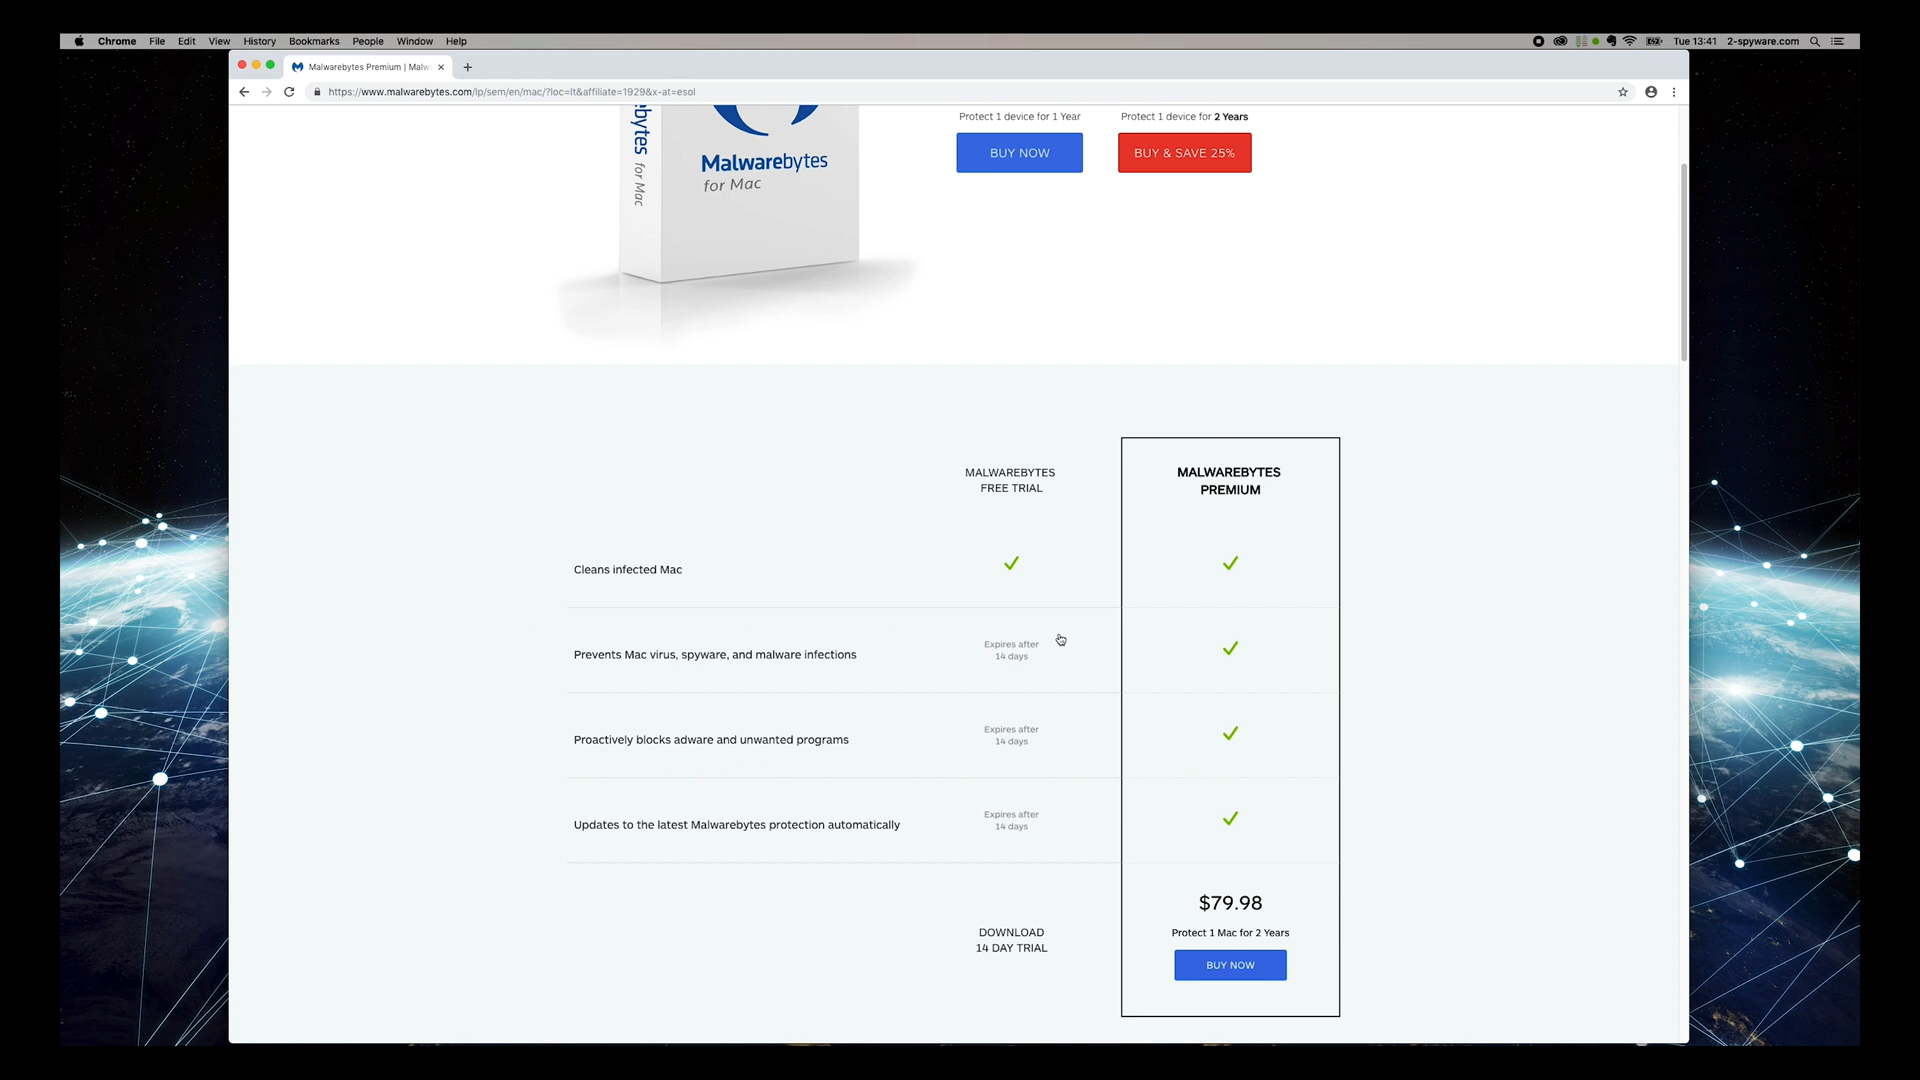 Chrome File Edit View History Bookmarks People Window Help
Tue 13:41 2-spyware.com
Malwarebytes Premium | Malw
https://www.malwarebytes.com/lp/sem/en/mac/?loc=lt&affiliate=1929&x-at=esol
bytes for Mac
Malwarebytes
for Mac
Protect 1 device for 1 Year
Protect 1 device for 2 Years
BUY NOW
BUY & SAVE 25%
MALWAREBYTES
FREE TRIAL
MALWAREBYTES
PREMIUM
Cleans infected Mac
Prevents Mac virus, spyware, and malware infections
Expires after
14 days
Proactively blocks adware and unwanted programs
Expires after
14 days
Updates to the latest Malwarebytes protection automatically
Expires after
14 days
DOWNLOAD
14 DAY TRIAL
$79.98
Protect 1 Mac for 2 Years
BUY NOW